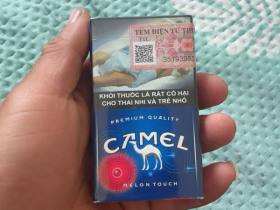 TEM ĐIỆN TỬ THU
KHÓI THUỐC LÁ RẤT CÓ HẠI
CHO THAI NHI VÀ TRẺ NHỎ
PREMIUM QUALITY
CAMEL
MELON TOUCH